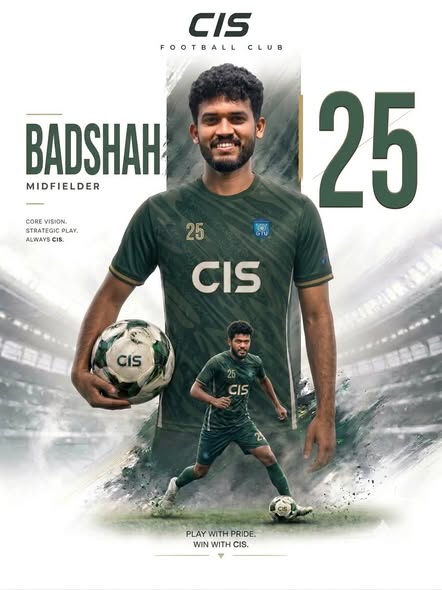 CIS
FOOTBALL CLUB
BADSHAH
MIDFIELDER
25
CORE VISION.
STRATEGIC PLAY.
ALWAYS CIS.
25
CIS
CIS
25
CIS
CIS
PLAY WITH PRIDE.
WIN WITH CIS.